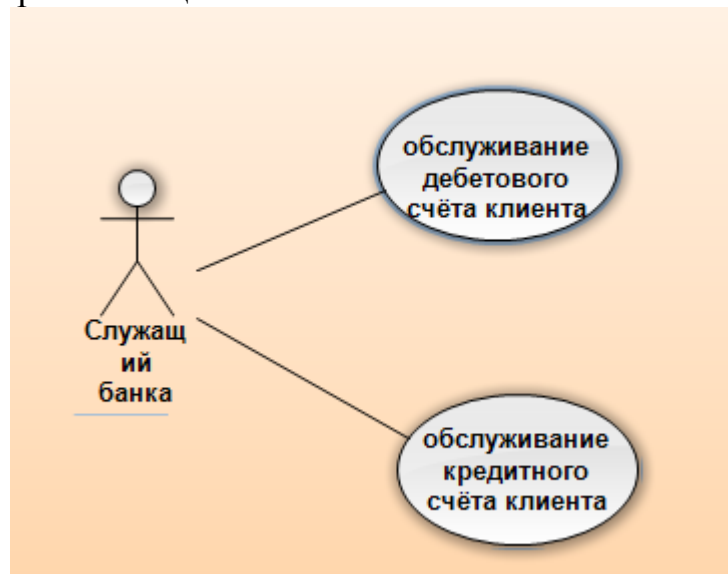 обслуживание
дебетового
счёта клиента
Служащ
ий
банка
обслуживание
кредитного
счёта клиента